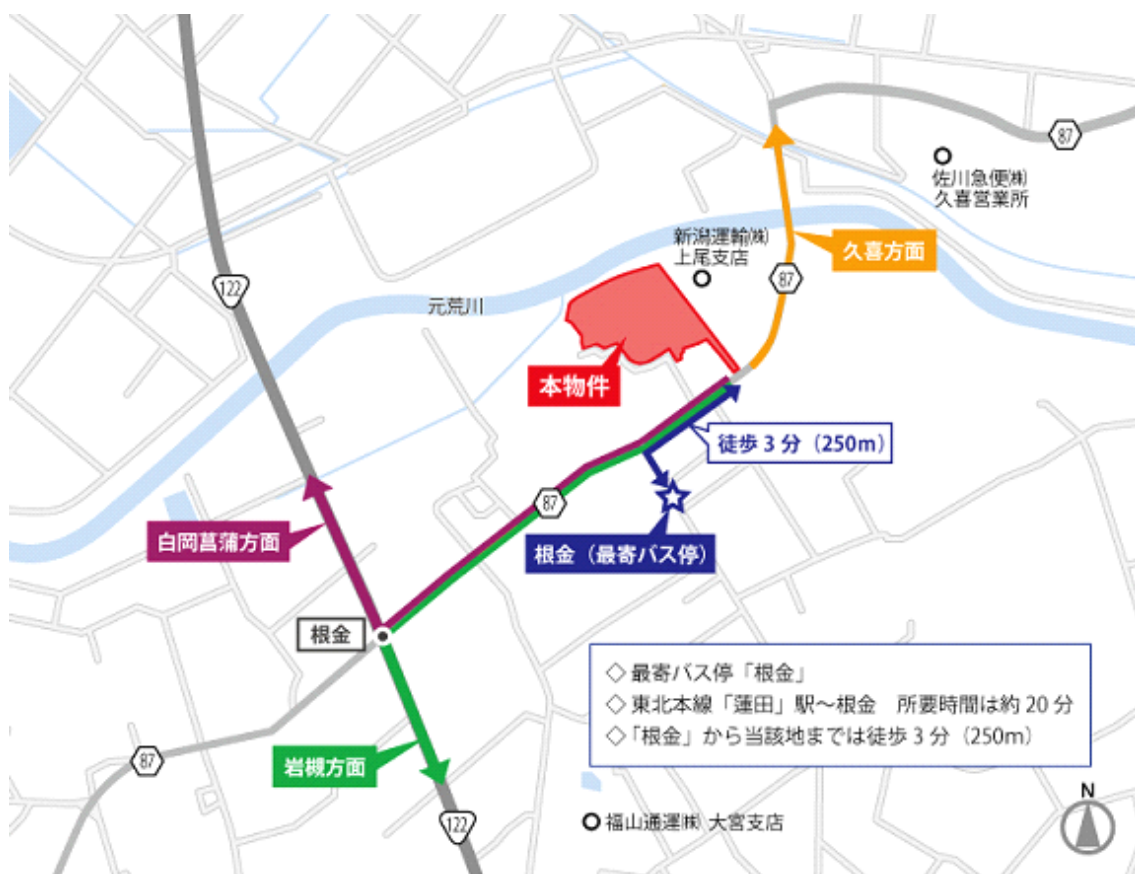 87
佐川急便㈱
久喜営業所
新潟運輸㈱
上尾支店
久喜方面
87
122
元荒川
本物件
徒歩3分（250m）
87
白岡菖蒲方面
根金（最寄バス停）
根金
◇ 最寄バス停「根金」
◇ 東北本線「蓮田」駅～根金　所要時間は約20分
◇「根金」から当該地までは徒歩3分（250m）
87
岩槻方面
N
122
福山通運㈱ 大宮支店